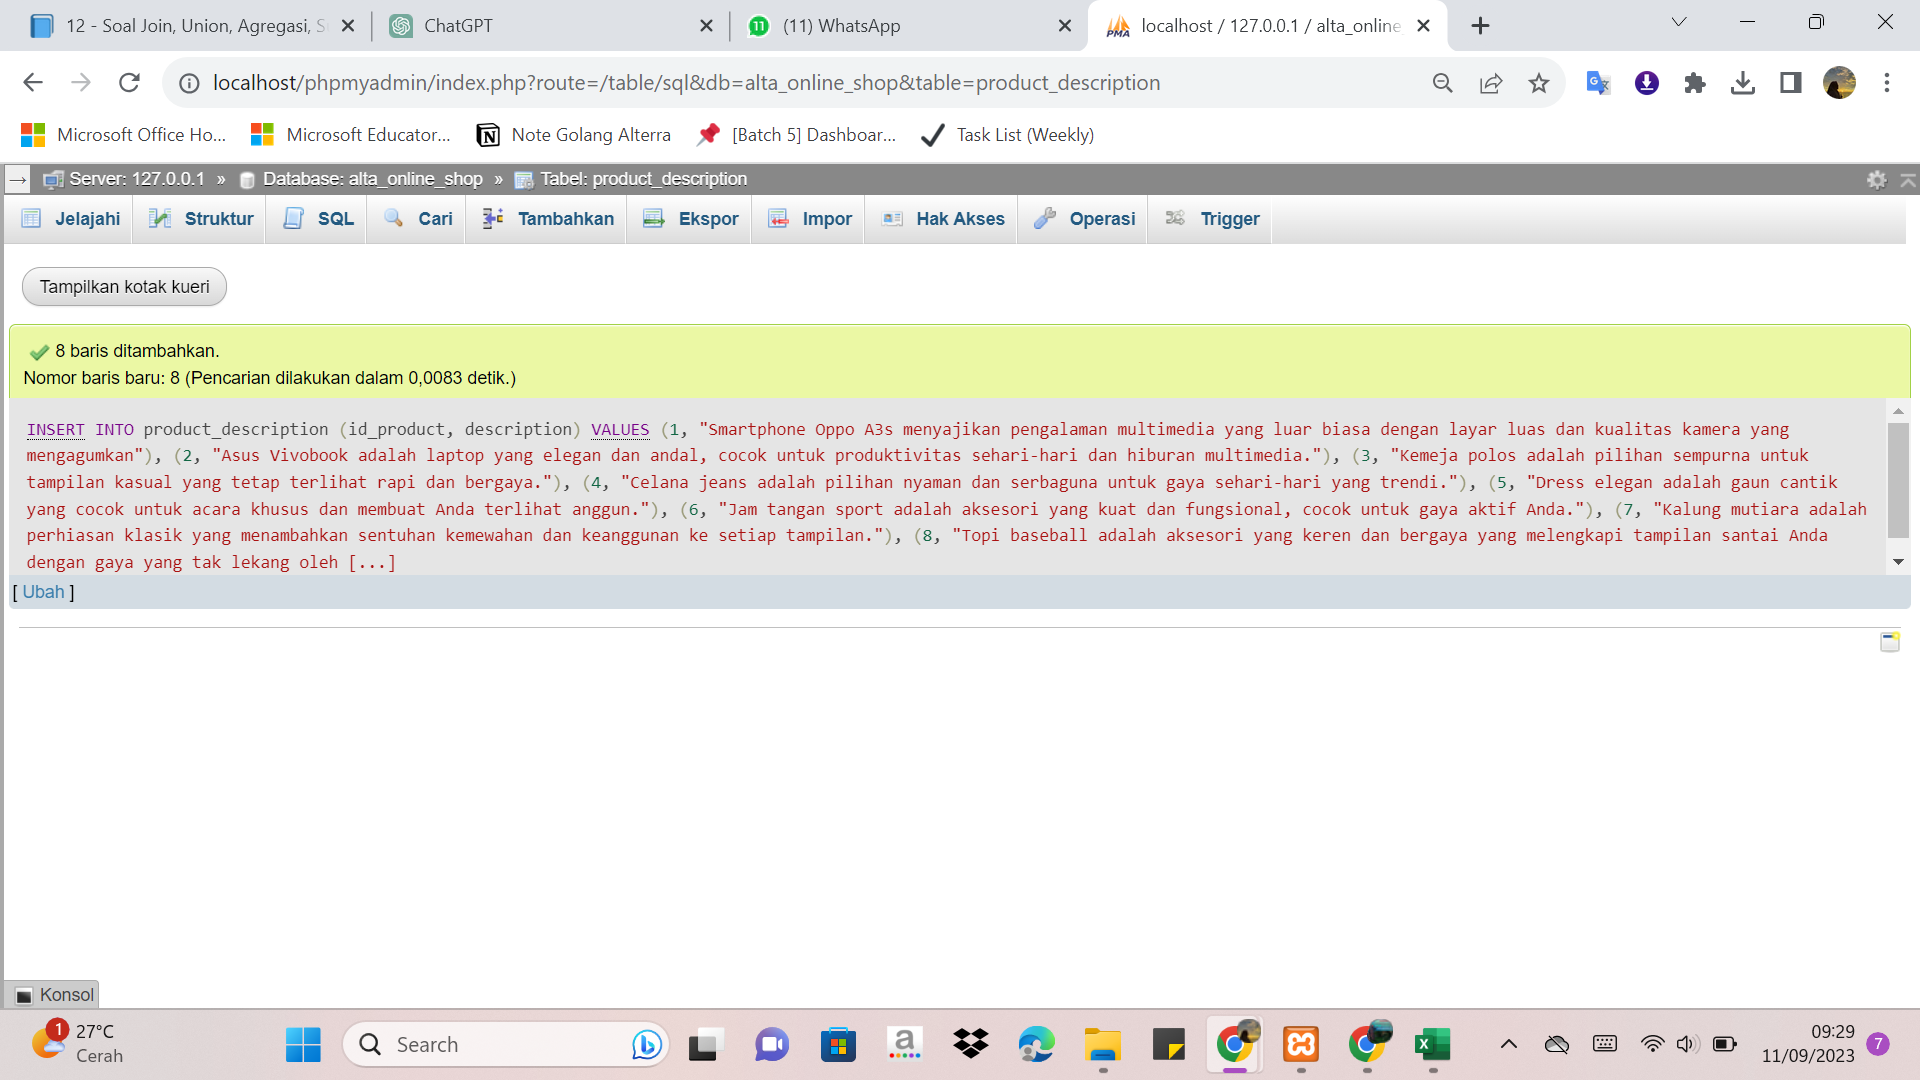 12 - Soal Join, Union, Agregasi, S
ChatGPT
11
(11) WhatsApp
PMA
localhost / 127.0.0.1 / alta_online
localhost/phpmyadmin/index.php?route=/table/sql&db=alta_online_shop&table=product_description
Microsoft Office Ho...
Microsoft Educator...
Note Golang Alterra
[Batch 5] Dashboar...
Task List (Weekly)
Server: 127.0.0.1 » Database: alta_online_shop » Tabel: product_description
Jelajahi
Struktur
SQL
Cari
Tambahkan
Ekspor
Impor
Hak Akses
Operasi
Trigger
Tampilkan kotak kueri
8 baris ditambahkan.
Nomor baris baru: 8 (Pencarian dilakukan dalam 0,0083 detik.)
INSERT INTO product_description (id_product, description) VALUES (1, "Smartphone Oppo A3s menyajikan pengalaman multimedia yang luar biasa dengan layar luas dan kualitas kamera yang
mengagumkan"), (2, "Asus Vivobook adalah laptop yang elegan dan andal, cocok untuk produktivitas sehari-hari dan hiburan multimedia."), (3, "Kemeja polos adalah pilihan sempurna untuk
tampilan kasual yang tetap terlihat rapi dan bergaya."), (4, "Celana jeans adalah pilihan nyaman dan serbaguna untuk gaya sehari-hari yang trendi."), (5, "Dress elegan adalah gaun cantik
yang cocok untuk acara khusus dan membuat Anda terlihat anggun."), (6, "Jam tangan sport adalah aksesori yang kuat dan fungsional, cocok untuk gaya aktif Anda."), (7, "Kalung mutiara adalah
perhiasan klasik yang menambahkan sentuhan kemewahan dan keanggunan ke setiap tampilan."), (8, "Topi baseball adalah aksesori yang keren dan bergaya yang melengkapi tampilan santai Anda
dengan gaya yang tak lekang oleh [...]
[ Ubah ]
Konsol
1
27°C
Cerah
Search
a
09:29
11/09/2023
7